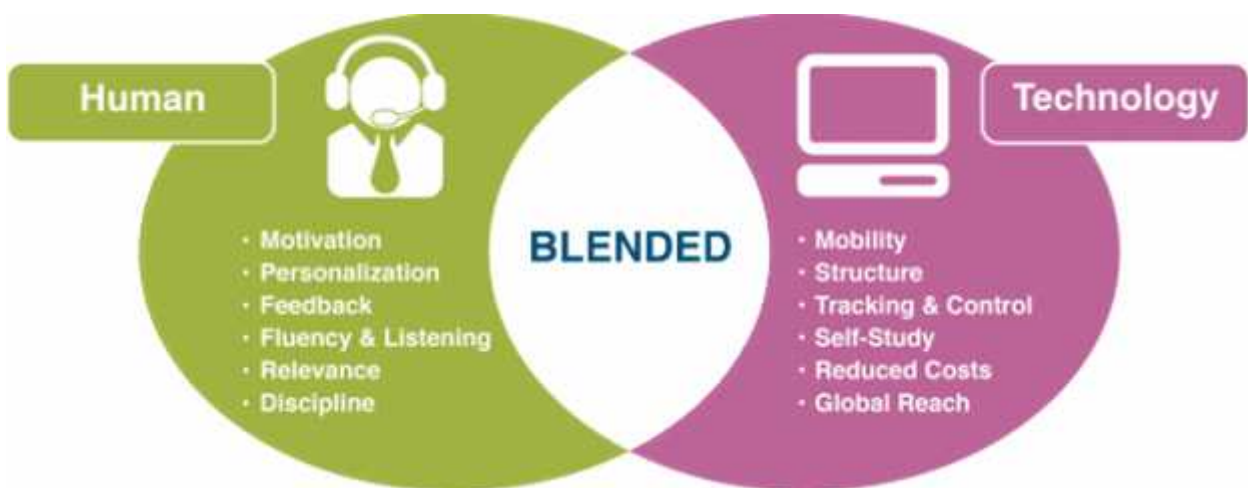 Human
· Motivation
· Personalization
· Feedback
· Fluency & Listening
· Relevance
· Discipline
BLENDED
Technology
· Mobility
· Structure
· Tracking & Control
· Self-Study
· Reduced Costs
· Global Reach